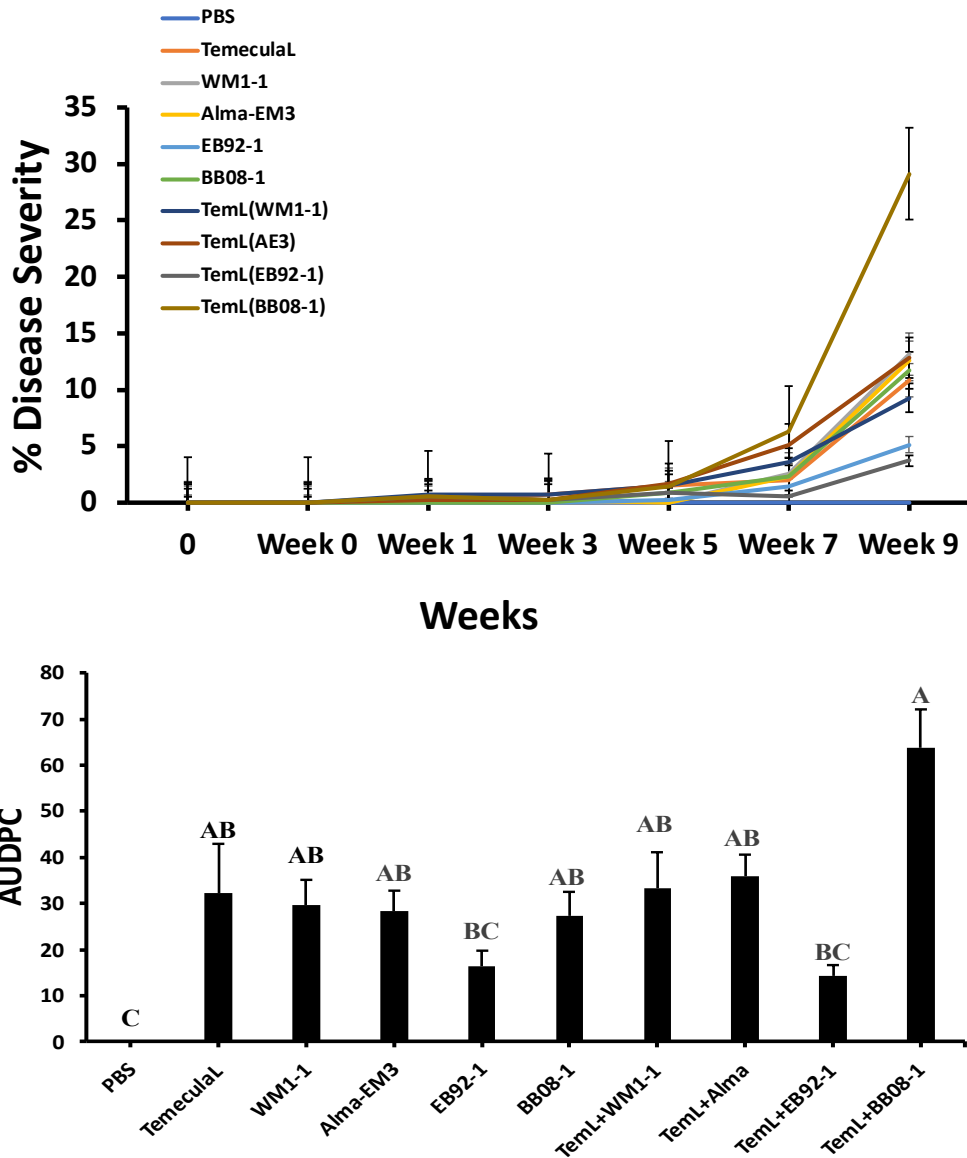 PBS
TemeculaL
WM1-1
Alma-EM3
EB92-1
BB08-1
TemL(WM1-1)
TemL(AE3)
TemL(EB92-1)
TemL(BB08-1)
% Disease Severity
35
30
25
20
15
10
5
0
0 Week 0 Week 1 Week 3 Week 5 Week 7 Week 9
Weeks
AUDPC
80
70
60
50
40
30
20
10
0
C AB AB AB BC AB AB AB BC A
PBS TemeculaL WM1-1 Alma-EM3 EB92-1 BB08-1 TemL+WM1-1 TemL+Alma TemL+EB92-1 TemL+BB08-1